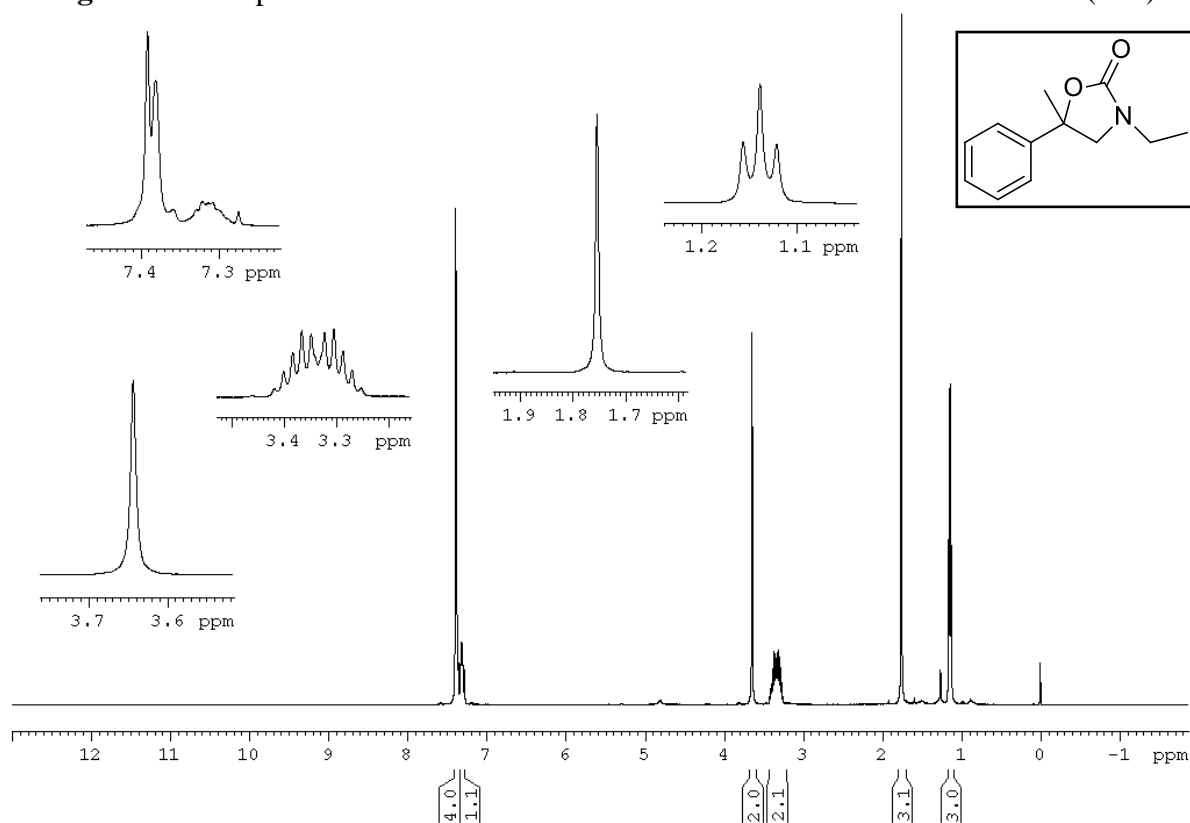 O
O
N
7.4 7.3 ppm
1.2 1.1 ppm
3.4 3.3 ppm
1.9 1.8 1.7 ppm
3.7 3.6 ppm
12 11 10 9 8 7 6 5 4 3 2 1 0 -1 ppm
4.0 1.1 2.0 2.1 3.1 3.0